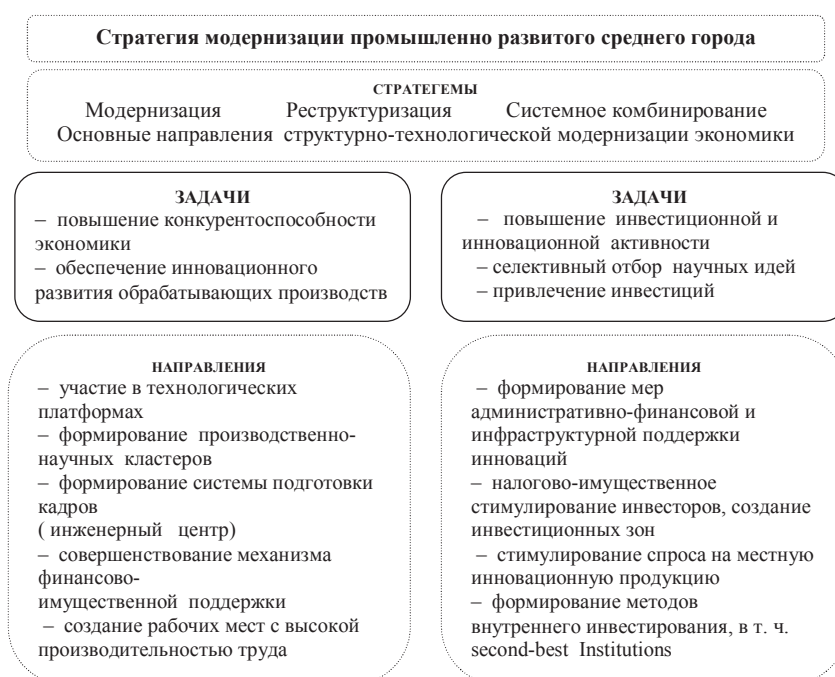 Стратегия модернизации промышленно развитого среднего города
СТРАТЕГЕМЫ
Модернизация Реструктуризация Системное комбинирование
Основные направления структурно-технологической модернизации экономики
ЗАДАЧИ
– повышение конкурентоспособности
экономики
– обеспечение инновационного
развития обрабатывающих производств
ЗАДАЧИ
– повышение инвестиционной и
инновационной активности
– селективный отбор научных идей
– привлечение инвестиций
НАПРАВЛЕНИЯ
– участие в технологических
платформах
– формирование производственно-
научных кластеров
– формирование системы подготовки
кадров
( инженерный центр)
– совершенствование механизма
финансово-
имущественной поддержки
– создание рабочих мест с высокой
производительностью труда
НАПРАВЛЕНИЯ
– формирование мер
административно-финансовой и
инфраструктурной поддержки
инноваций
– налогово-имущественное
стимулирование инвесторов, создание
инвестиционных зон
– стимулирование спроса на местную
инновационную продукцию
– формирование методов
внутреннего инвестирования, в т. ч.
second-best Institutions